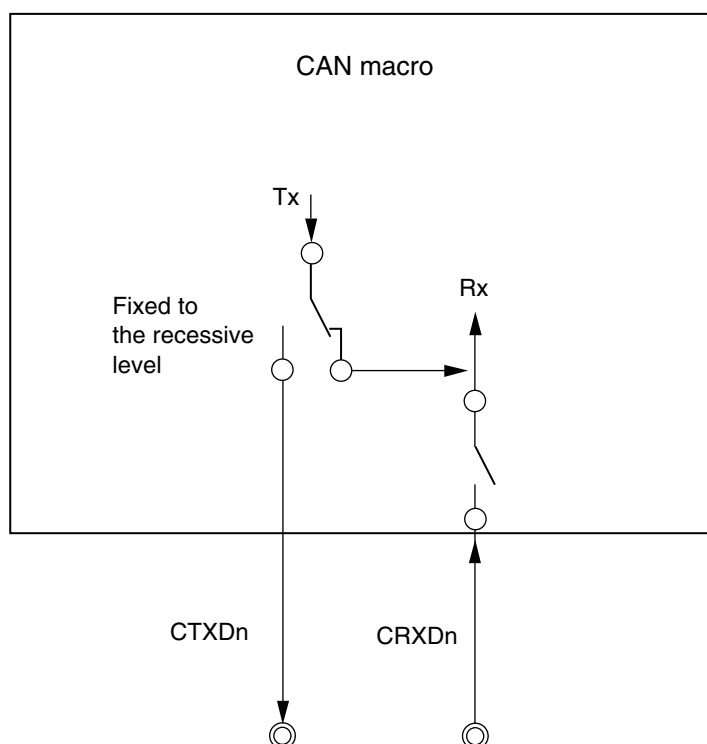 CAN macro
Tx
Rx
Fixed to
the recessive
level
CTXDn
CRXDn